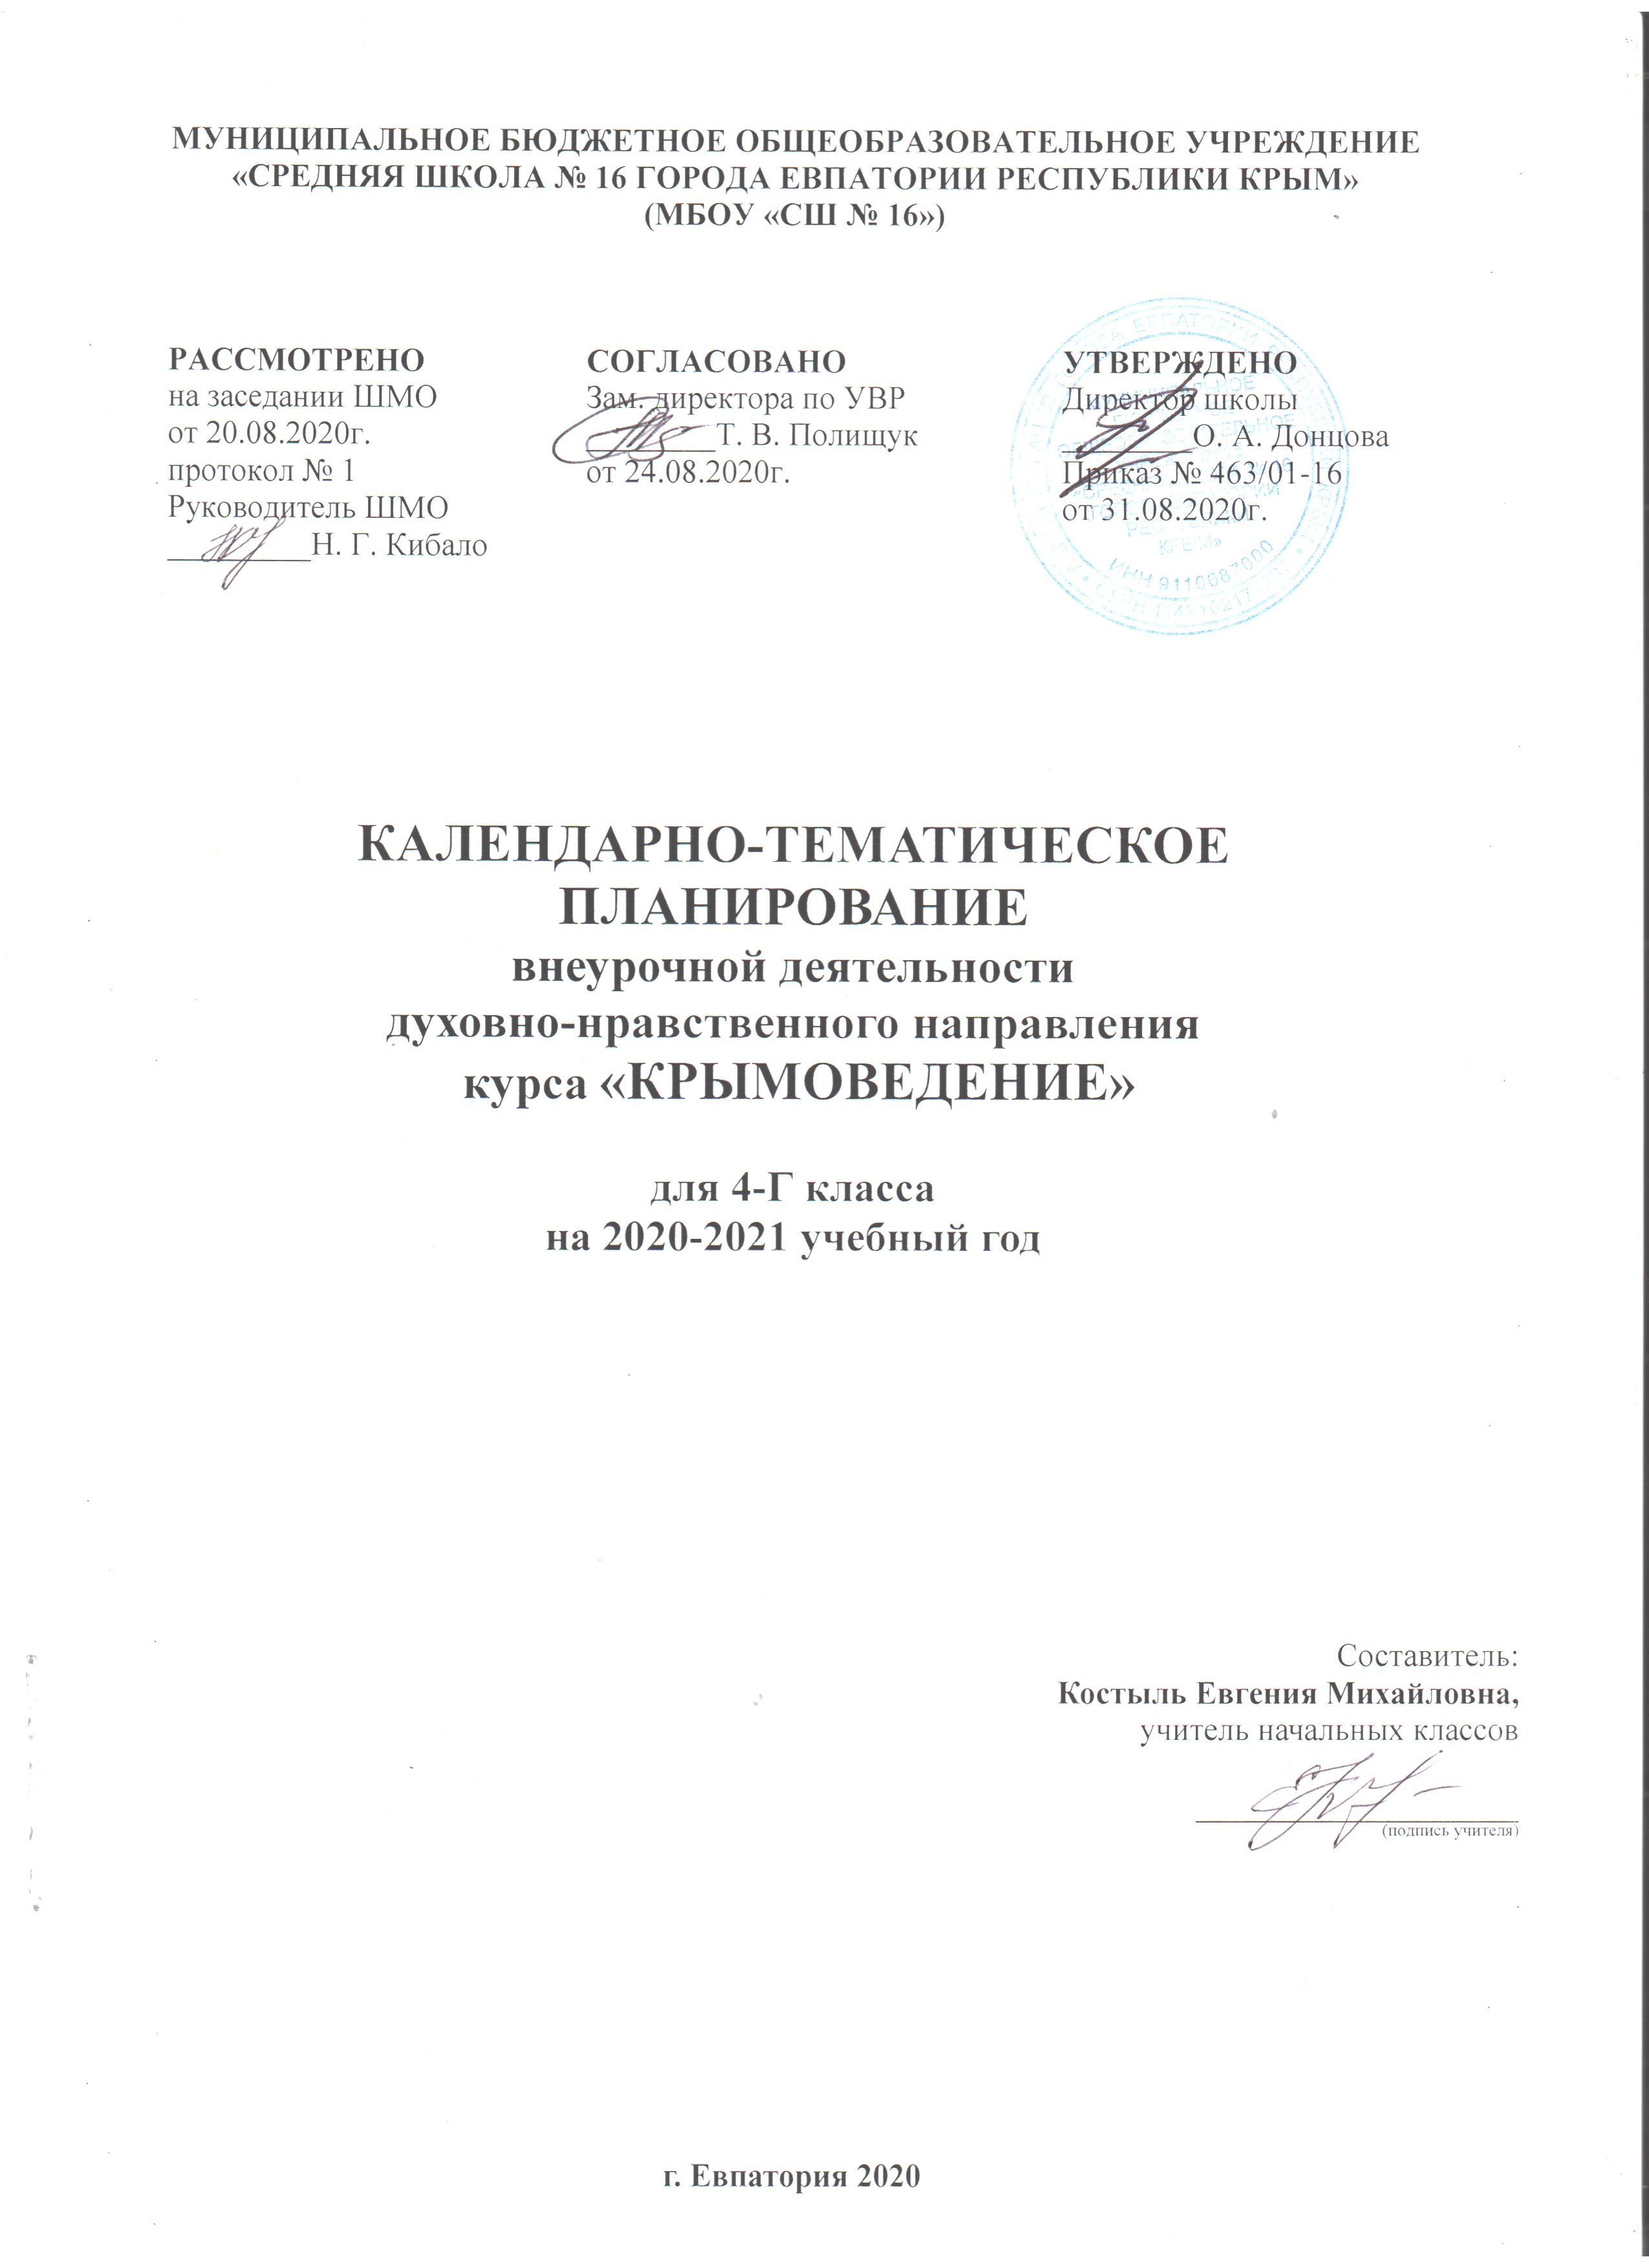 МУНИЦИПАЛЬНОЕ БЮДЖЕТНОЕ ОБЩЕОБРАЗОВАТЕЛЬНОЕ УЧРЕЖДЕНИЕ
«СРЕДНЯЯ ШКОЛА № 16 ГОРОДА ЕВПАТОРИИ РЕСПУБЛИКИ КРЫМ»
(МБОУ «СШ № 16»)
РАССМОТРЕНО
на заседании ШМО
от 20.08.2020г.
протокол № 1
Руководитель ШМО
Н. Г. Кибало
СОГЛАСОВАНО
Зам. директора по УВР
Т. В. Полищук
от 24.08.2020г.
УТВЕРЖДЕНО
Директор школы
О. А. Донцова
Приказ № 463/01-16
от 31.08.2020г.
КРЫМ»
ИНН 9110087000
КАЛЕНДАРНО-ТЕМАТИЧЕСКОЕ
ПЛАНИРОВАНИЕ
внеурочной деятельности
духовно-нравственного направления
курса «КРЫМОВЕДЕНИЕ»
для 4-Г класса
на 2020-2021 учебный год
Составитель:
Костыль Евгения Михайловна,
учитель начальных классов
(подпись учителя)
г. Евпатория 2020